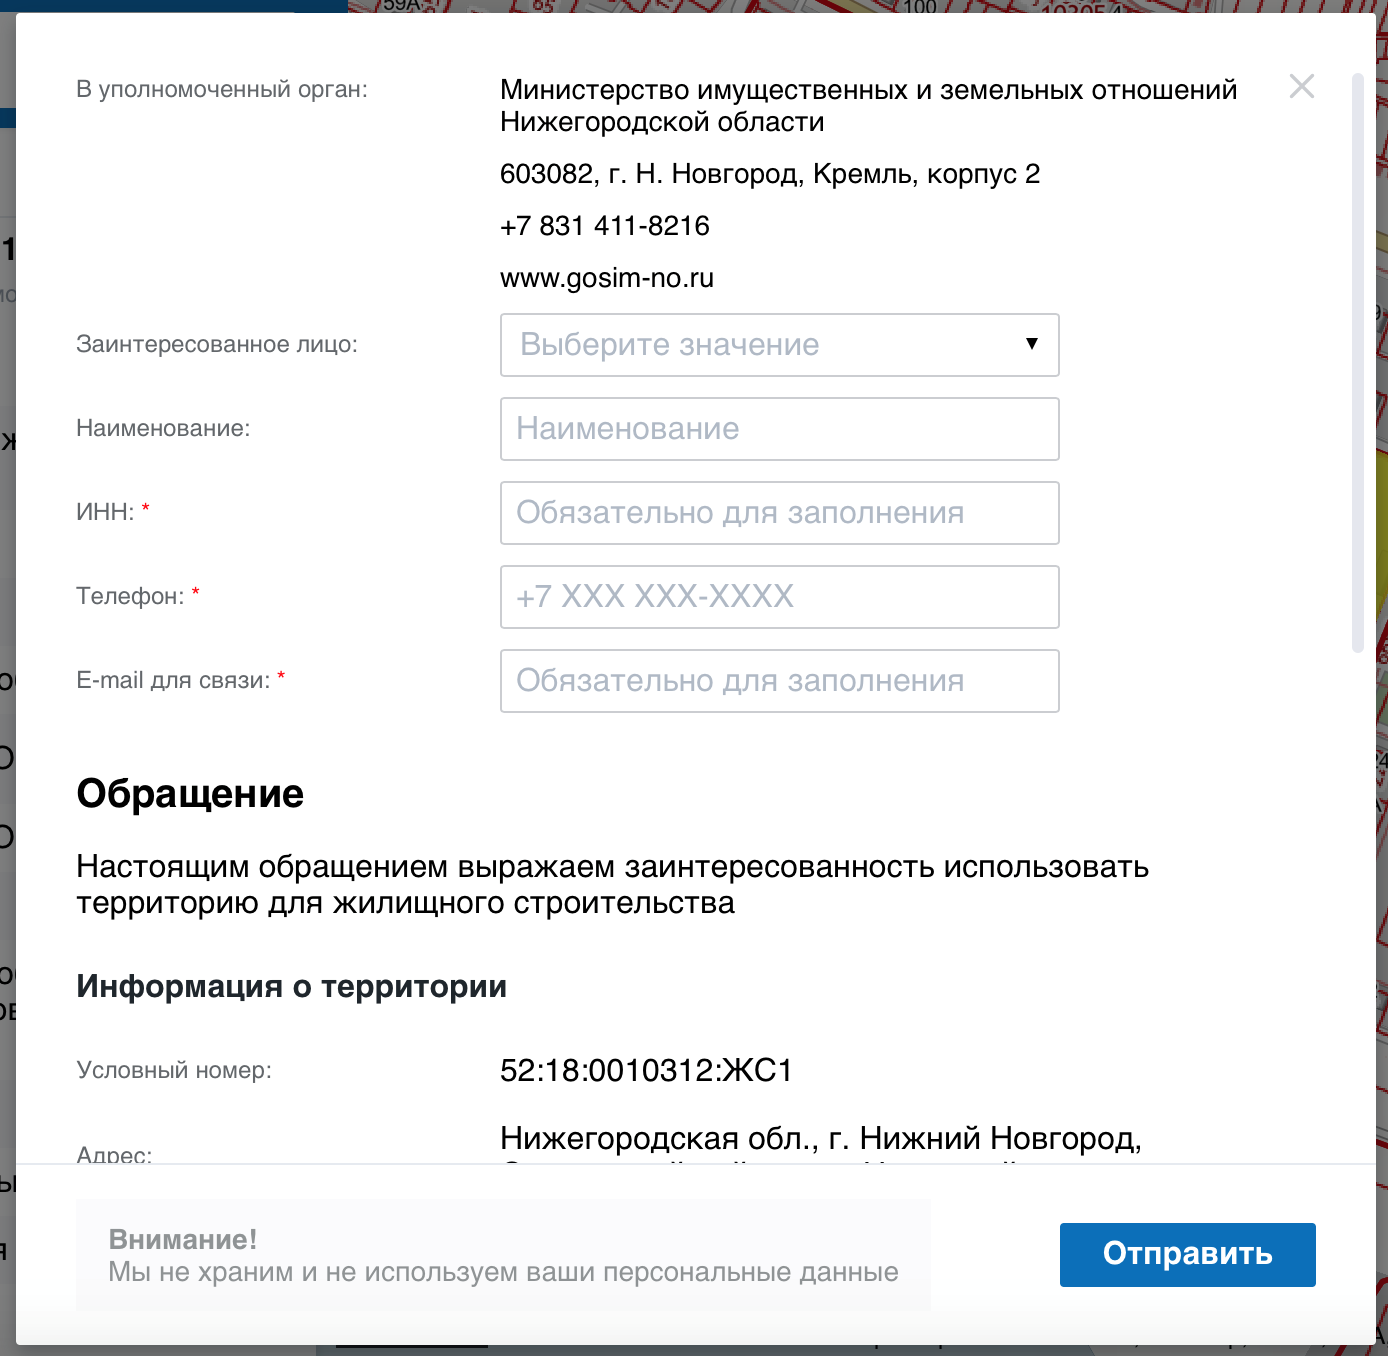 В уполномоченный орган:
Министерство имущественных и земельных отношений
Нижегородской области
603082, г. Н. Новгород, Кремль, корпус 2
+7 831 411-8216
www.gosim-no.ru
Заинтересованное лицо:
Выберите значение
Наименование:
Наименование
ИНН: *
Обязательно для заполнения
Телефон: *
+7 XXX XXX-XXXX
E-mail для связи: *
Обязательно для заполнения
Обращение
Настоящим обращением выражаем заинтересованность использовать
территорию для жилищного строительства
Информация о территории
Условный номер:
52:18:0010312:ЖС1
Адрес:
Нижегородская обл., г. Нижний Новгород,
Внимание!
Мы не храним и не используем ваши персональные данные
Отправить
59А
100